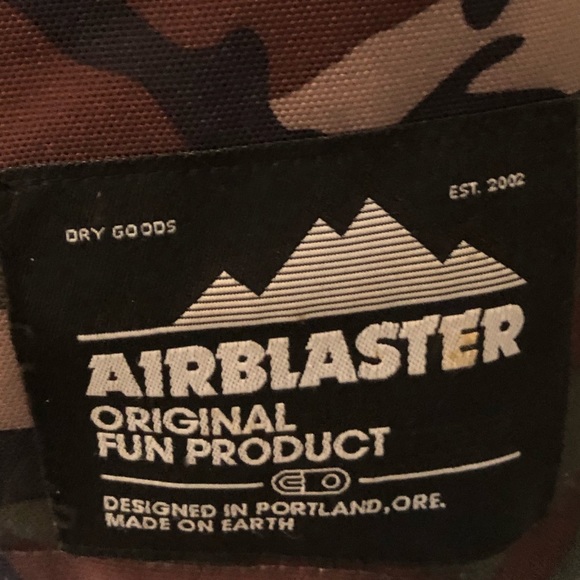 DRY GOODS
EST. 2002
AIRBLASTER
ORIGINAL
FUN PRODUCT
DESIGNED IN PORTLAND, ORE.
MADE ON EARTH